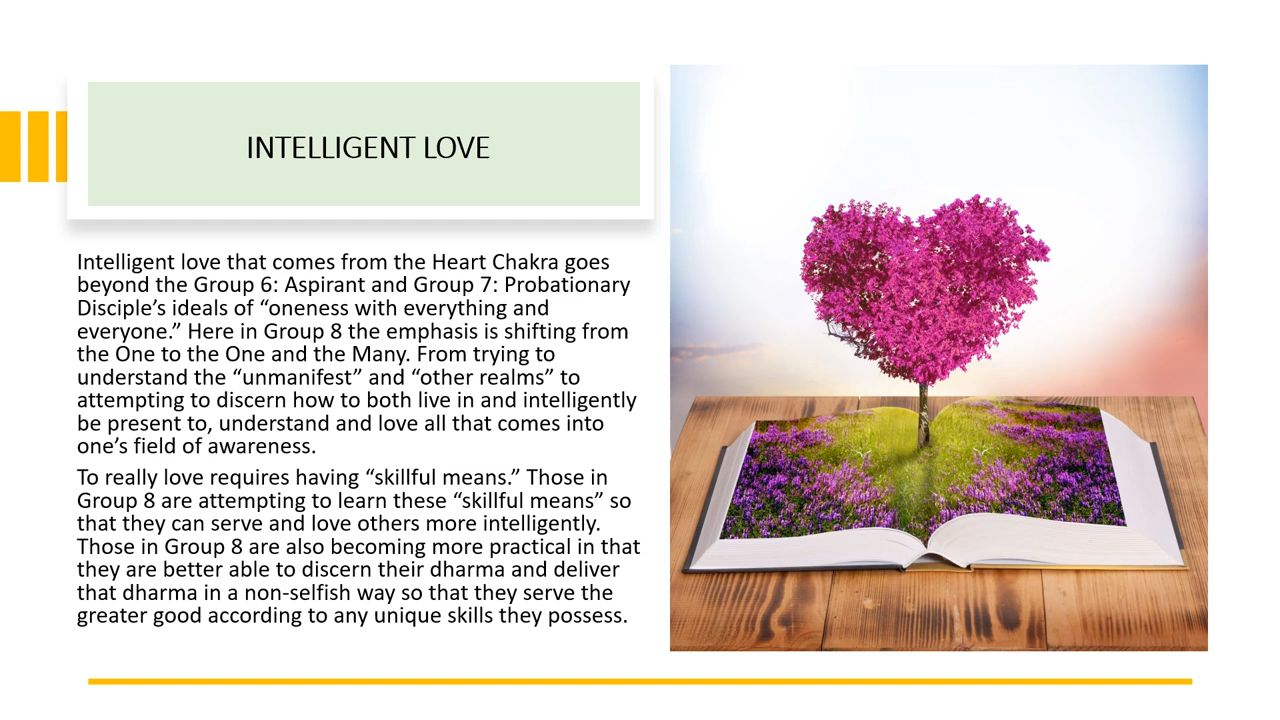 INTELLIGENT LOVE
Intelligent love that comes from the Heart Chakra goes
beyond the Group 6: Aspirant and Group 7: Probationary
Disciple’s ideals of “oneness with everything and
everyone.” Here in Group 8 the emphasis is shifting from
the One to the One and the Many. From trying to
understand the “unmanifest” and “other realms” to
attempting to discern how to both live in and intelligently
be present to, understand and love all that comes into
one’s field of awareness.
To really love requires having “skillful means.” Those in
Group 8 are attempting to learn these “skillful means” so
that they can serve and love others more intelligently.
Those in Group 8 are also becoming more practical in that
they are better able to discern their dharma and deliver
that dharma in a non-selfish way so that they serve the
greater good according to any unique skills they possess.